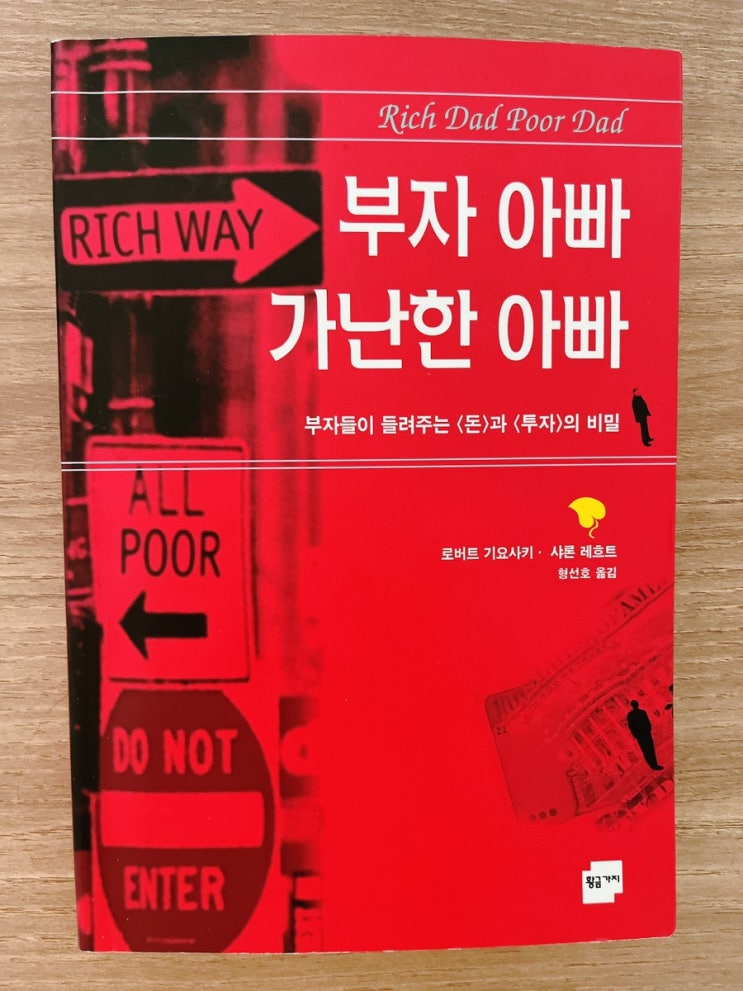 Rich Dad Poor Dad
RICH WAY
부자 아빠
가난한 아빠
부자들이 들려주는 〈돈〉과 〈투자〉의 비밀
ALL
POOR
로버트 기요사키 · 샤론 레흐트
형선호 옮김
DO NOT
ENTER
황금가지